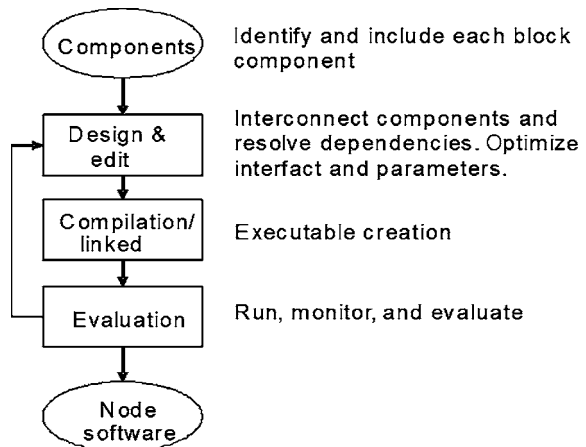 Components
Identify and include each block
component
Design &
edit
Interconnect components and
resolve dependencies. Optimize
interfact and parameters.
Compilation/
linked
Executable creation
Evaluation
Run, monitor, and evaluate
Node
software